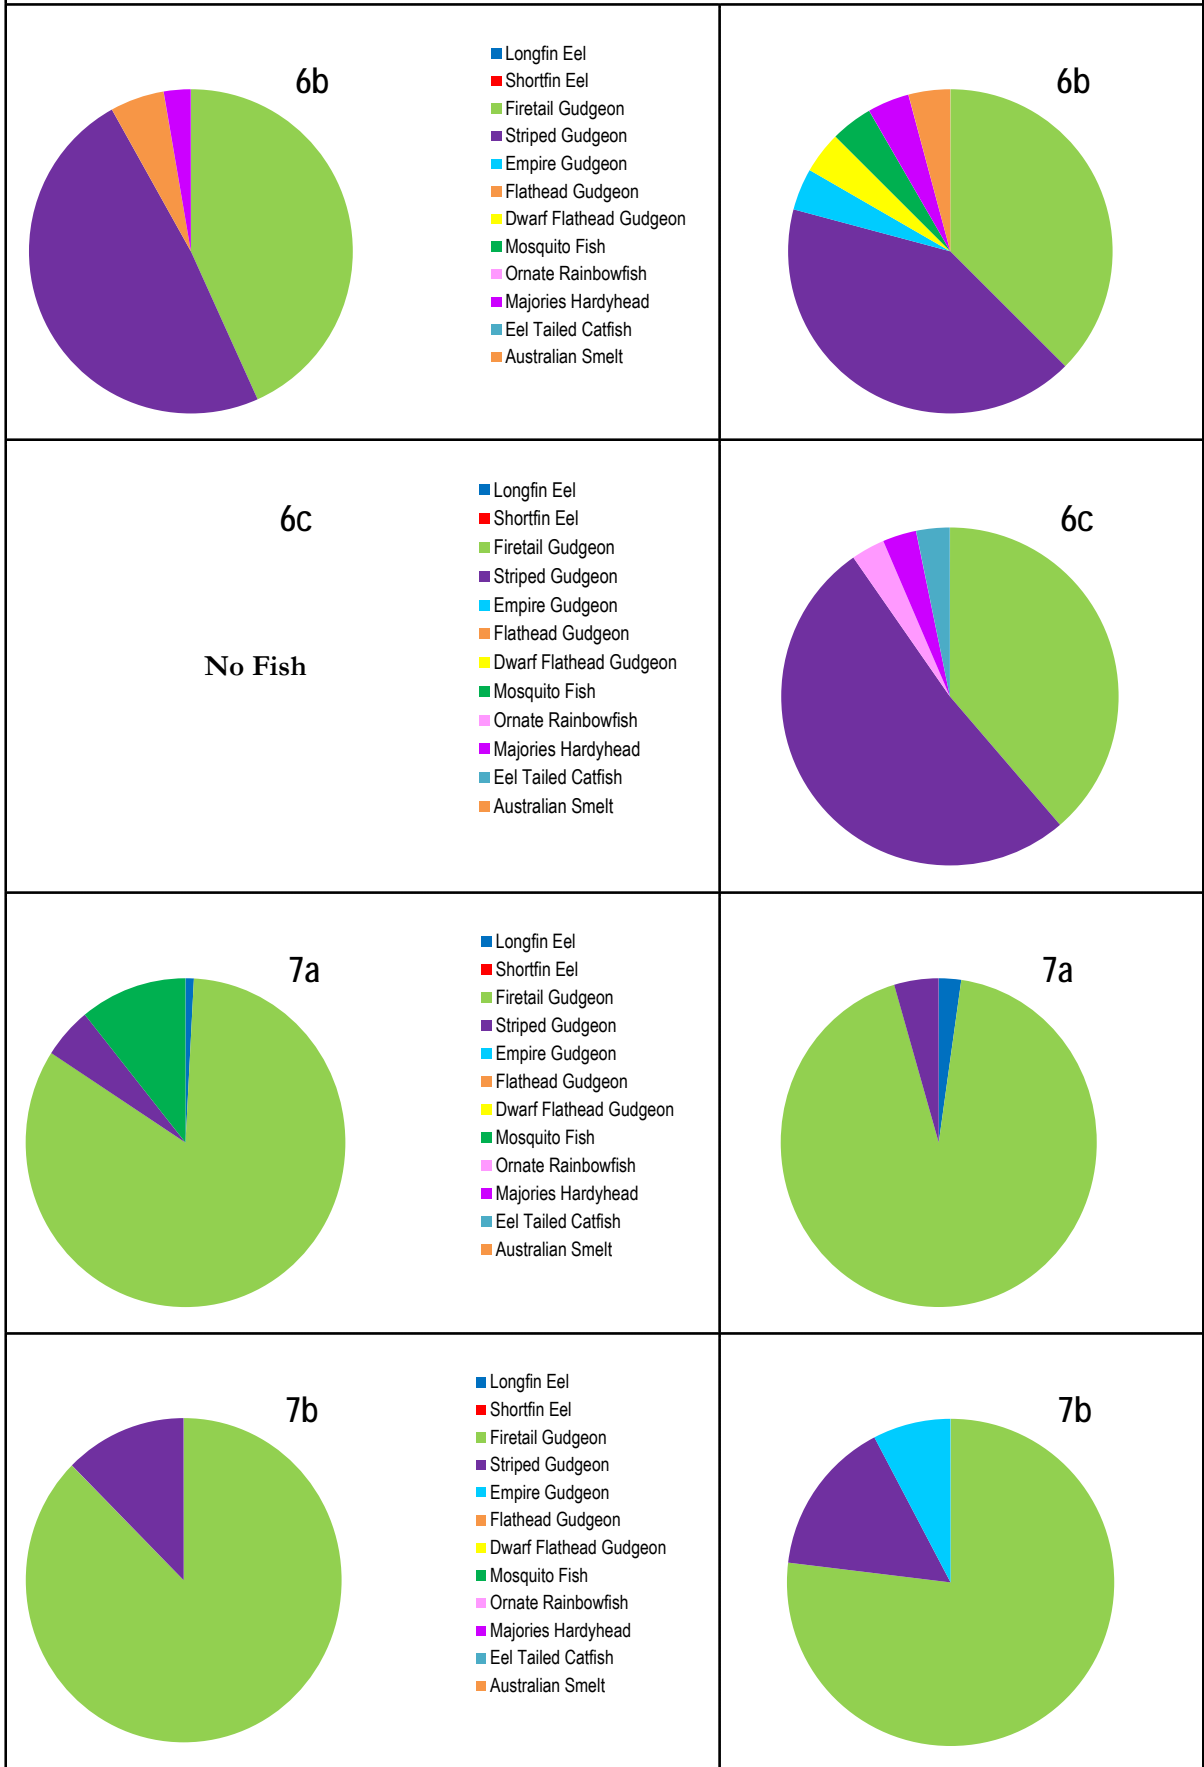 6b
Longfin Eel
Shortfin Eel
Firetail Gudgeon
Striped Gudgeon
Empire Gudgeon
Flathead Gudgeon
Dwarf Flathead Gudgeon
Mosquito Fish
Ornate Rainbowfish
Majories Hardyhead
Eel Tailed Catfish
Australian Smelt
6b
6c
No Fish
Longfin Eel
Shortfin Eel
Firetail Gudgeon
Striped Gudgeon
Empire Gudgeon
Flathead Gudgeon
Dwarf Flathead Gudgeon
Mosquito Fish
Ornate Rainbowfish
Majories Hardyhead
Eel Tailed Catfish
Australian Smelt
6c
7a
Longfin Eel
Shortfin Eel
Firetail Gudgeon
Striped Gudgeon
Empire Gudgeon
Flathead Gudgeon
Dwarf Flathead Gudgeon
Mosquito Fish
Ornate Rainbowfish
Majories Hardyhead
Eel Tailed Catfish
Australian Smelt
7a
7b
Longfin Eel
Shortfin Eel
Firetail Gudgeon
Striped Gudgeon
Empire Gudgeon
Flathead Gudgeon
Dwarf Flathead Gudgeon
Mosquito Fish
Ornate Rainbowfish
Majories Hardyhead
Eel Tailed Catfish
Australian Smelt
7b